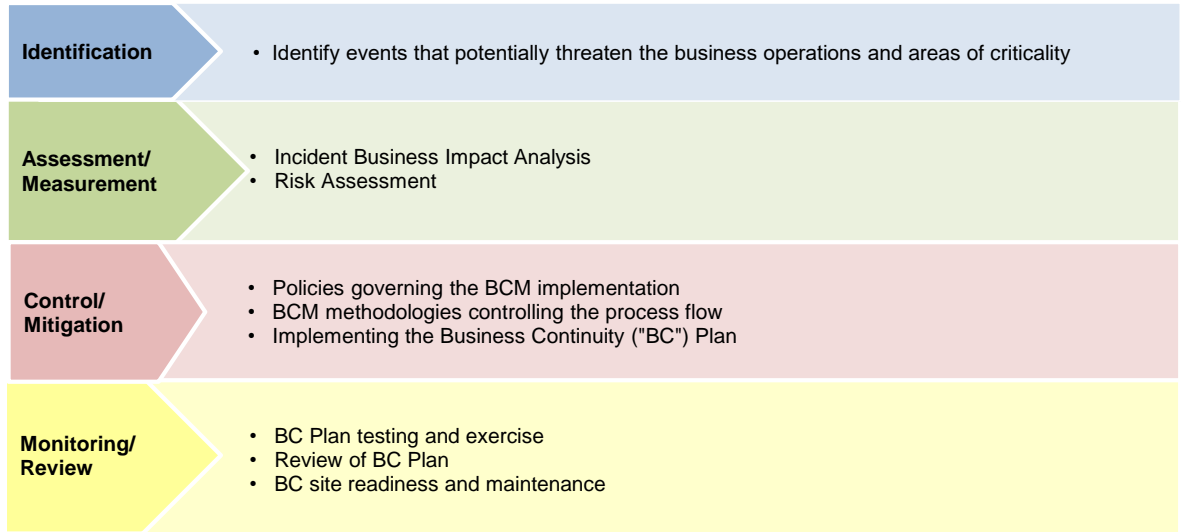 Identification
• Identify events that potentially threaten the business operations and areas of criticality
Assessment/
Measurement
• Incident Business Impact Analysis
• Risk Assessment
Control/
Mitigation
• Policies governing the BCM implementation
• BCM methodologies controlling the process flow
• Implementing the Business Continuity ("BC") Plan
Monitoring/
Review
• BC Plan testing and exercise
• Review of BC Plan
• BC site readiness and maintenance